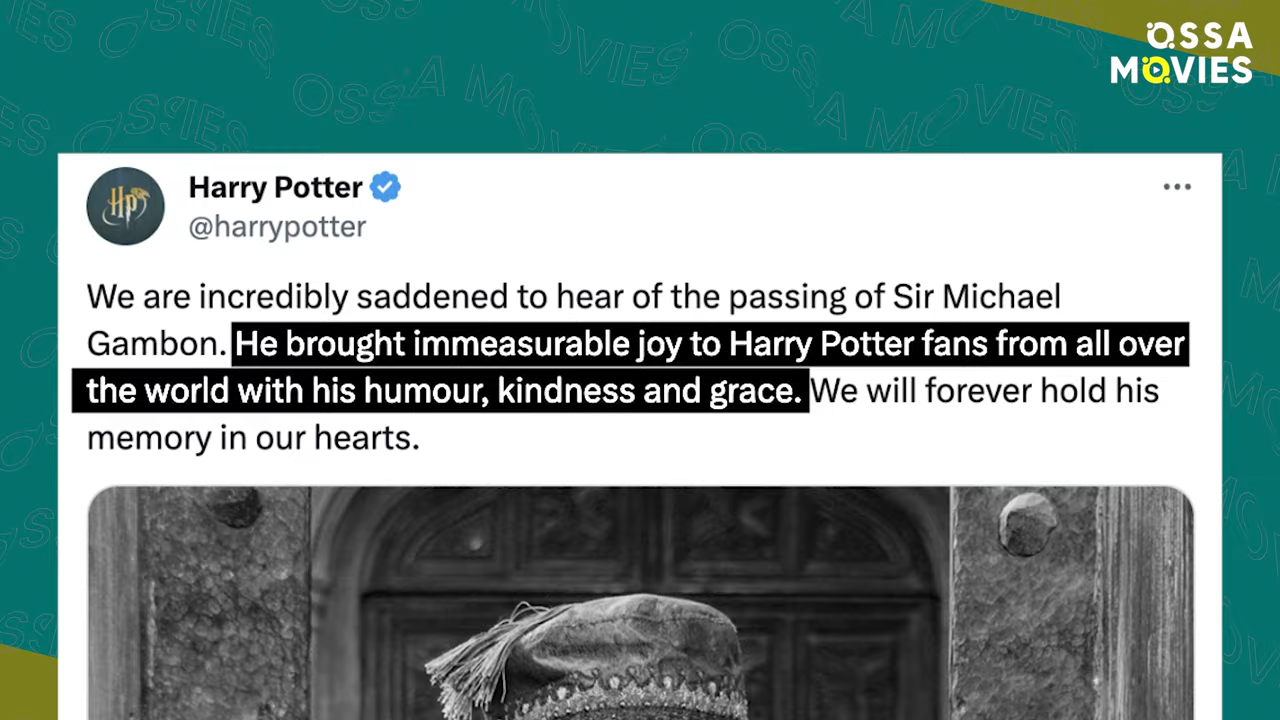 OSSA
MOVIES
Harry Potter
@harrypotter
We are incredibly saddened to hear of the passing of Sir Michael
Gambon. He brought immeasurable joy to Harry Potter fans from all over
the world with his humour, kindness and grace. We will forever hold his
memory in our hearts.